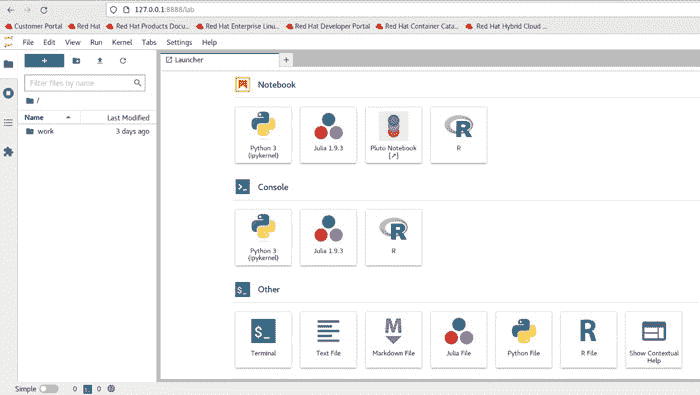 127.0.0.1:8888/lab
Customer Portal Red Hat Red Hat Products Docu... Red Hat Enterprise Linu... Red Hat Developer Portal Red Hat Container Cata... Red Hat Hybrid Cloud ...
File Edit View Run Kernel Tabs Settings Help
+
Launcher +
Filter files by name
/
Name Last Modified
work 3 days ago
Notebook
Python 3 (ipykernel)
Julia 1.9.3
Pluto Notebook [↗]
R
Console
Python 3 (ipykernel)
Julia 1.9.3
R
$_ Other
$_ Terminal
Text File
M Markdown File
Julia File
Python File
R R File
Show Contextual Help
Simple 0 0